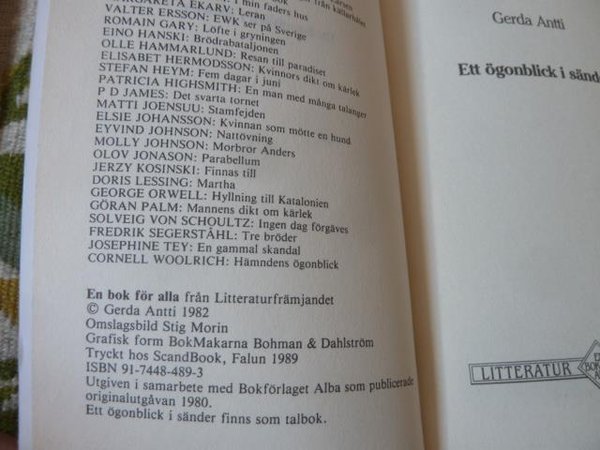 MARGARETA EKARV: I min faders hus
VALTER ERSSON: Leran
ROMAIN GARY: EWK ser på Sverige
EINO HANSKI: Löfte i gryningen
OLLE HAMMARLUND: Brödrabataljonen
ELISABET HERMODSSON: Resan till paradiset
STEFAN HEYM: Kvinnors dikt om kärlek
PATRICIA HIGHSMITH: Fem dagar i juni
P D JAMES: En man med många talanger
MATTI JOENSUU: Det svarta tornet
ELSIE JOHANSSON: Stamfejden
EYVIND JOHNSON: Kvinnan som mötte en hund
MOLLY JOHNSON: Nattövning
OLOV JONASON: Morbror Anders
JERZY KOSINSKI: Parabellum
DORIS LESSING: Finnas till
GEORGE ORWELL: Martha
GÖRAN PALM: Hyllning till Katalonien
SOLVEIG VON SCHOULTZ: Mannens dikt om kärlek
FREDRIK SEGERSTÅHL: Ingen dag förgäves
JOSEPHINE TEY: Tre bröder
CORNELL WOOLRICH: En gammal skandal
Hämndens ögonblick
En bok för alla från Litteraturfrämjandet
© Gerda Antti 1982
Omslagsbild Stig Morin
Grafisk form BokMakarna Bohman & Dahlström
Tryckt hos ScandBook, Falun 1989
ISBN 91-7448-489-3
Utgiven i samarbete med Bokförlaget Alba som publicerade
originalutgåvan 1980.
Ett ögonblick i sänder finns som talbok.
Gerda Antti
Ett ögonblick i sände
LITTERATUR